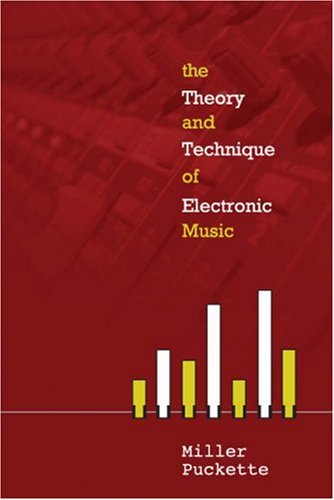 the
Theory
and
Technique
of
Electronic
Music
Miller
Puckette